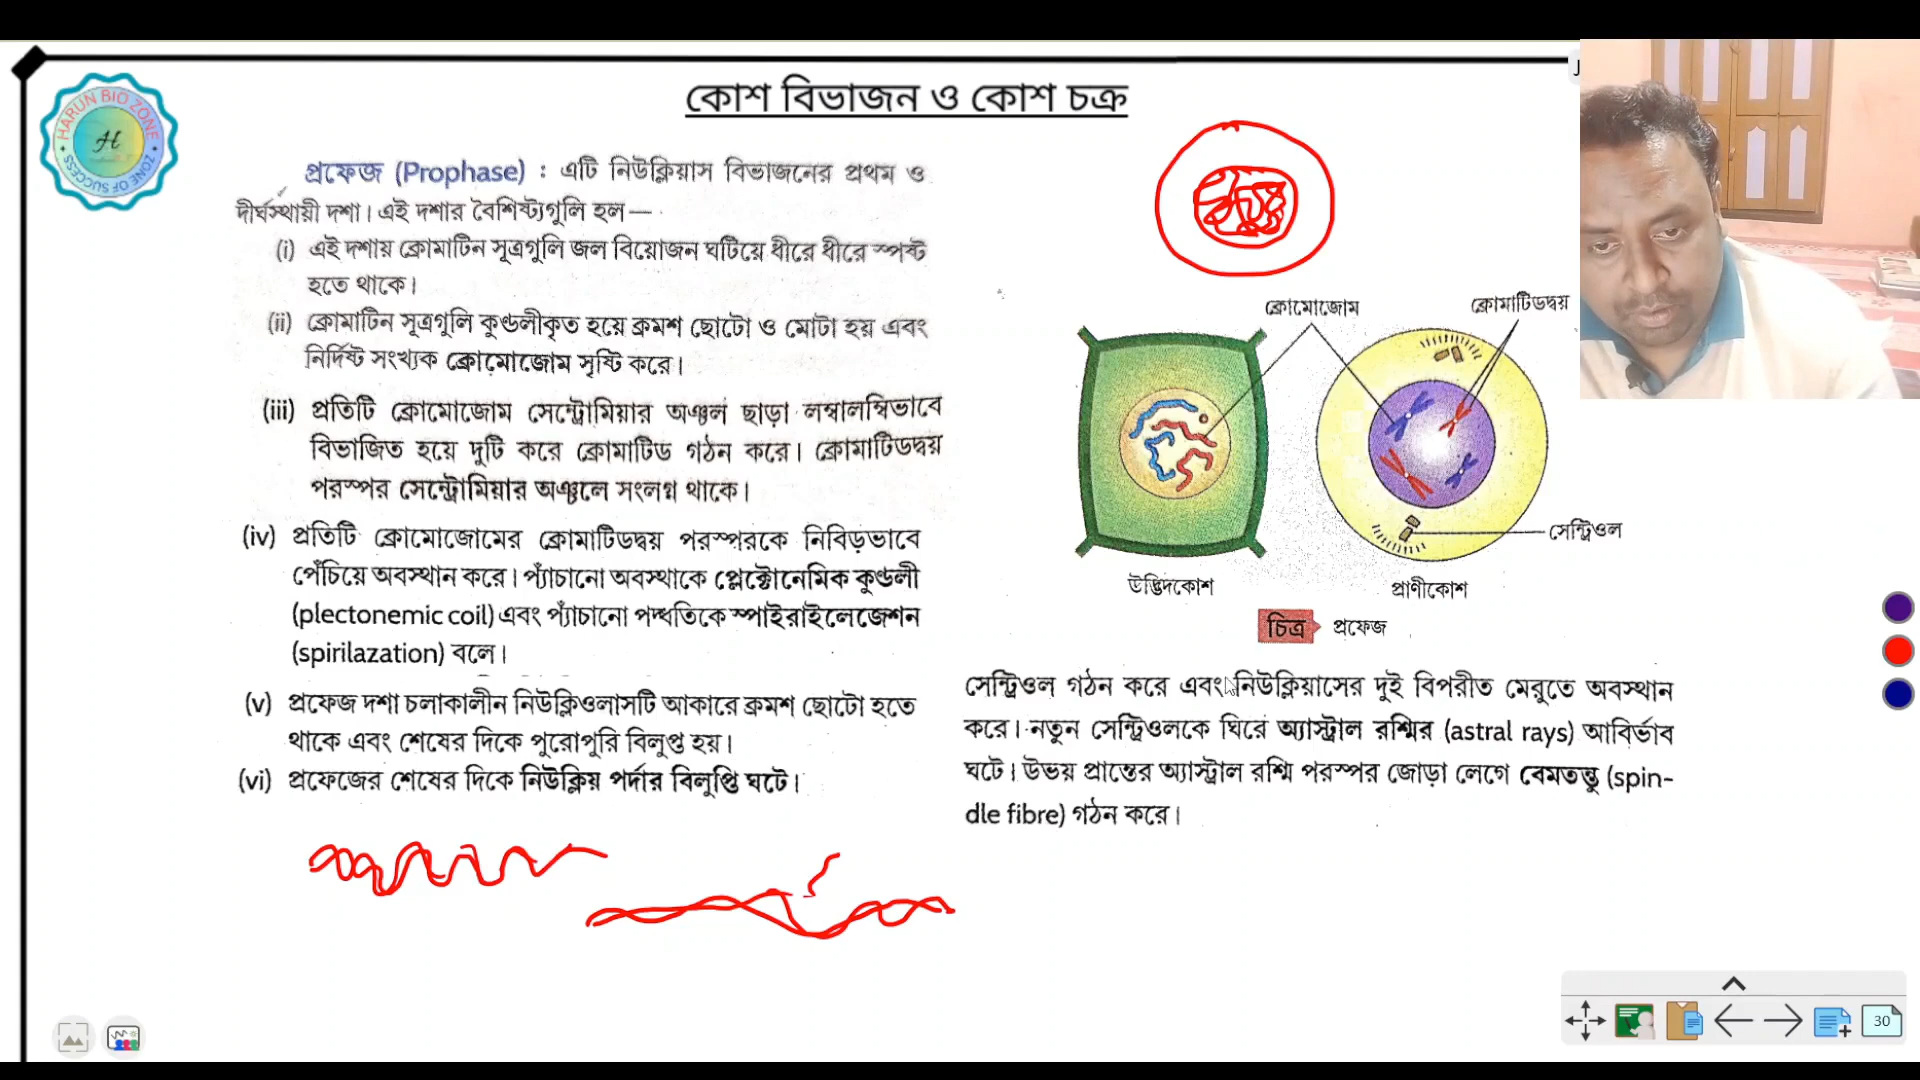 কোশ বিভাজন ও কোশ চক্র
HARUN BIO ZONE
H
ZONE OF SUCCESS
প্রফেজ (Prophase) : এটি নিউক্লিয়াস বিভাজনের প্রথম ও
দীর্ঘস্থায়ী দশা। এই দশার বৈশিষ্ট্যগুলি হল—
(i) এই দশায় ক্রোমাটিন সূত্রগুলি জল বিয়োজন ঘটিয়ে ধীরে ধীরে স্পষ্ট
হতে থাকে।
(ii) ক্রোমাটিন সূত্রগুলি কুণ্ডলীকৃত হয়ে ক্রমশ ছোটো ও মোটা হয় এবং
নির্দিষ্ট সংখ্যক ক্রোমোজোম সৃষ্টি করে।
(iii) প্রতিটি ক্রোমোজোম সেন্ট্রোমিয়ার অঞ্চল ছাড়া লম্বালম্বিভাবে
বিভাজিত হয়ে দুটি করে ক্রোমাটিড গঠন করে। ক্রোমাটিডদ্বয়
পরস্পর সেন্ট্রোমিয়ার অঞ্চলে সংলগ্ন থাকে।
(iv) প্রতিটি ক্রোমোজোমের ক্রোমাটিডদ্বয় পরস্পরকে নিবিড়ভাবে
পেঁচিয়ে অবস্থান করে। প্যাঁচানো অবস্থাকে প্লেক্টোনেমিক কুণ্ডলী
(plectonemic coil) এবং প্যাঁচানো পদ্ধতিকে স্পাইরাইলেজেশন
(spirilazation) বলে।
(v) প্রফেজ দশা চলাকালীন নিউক্লিওলাসটি আকারে ক্রমশ ছোটো হতে
থাকে এবং শেষের দিকে পুরোপুরি বিলুপ্ত হয়।
(vi) প্রফেজের শেষের দিকে নিউক্লিয় পর্দার বিলুপ্তি ঘটে।
ক্রোমোজোম
ক্রোমাটিডদ্বয়
সেন্ট্রিওল
উদ্ভিদকোশ
প্রাণীকোশ
চিত্র প্রফেজ
সেন্ট্রিওল গঠন করে এবং নিউক্লিয়াসের দুই বিপরীত মেরুতে অবস্থান
করে। নতুন সেন্ট্রিওলকে ঘিরে অ্যাস্ট্রাল রশ্মির (astral rays) আবির্ভাব
ঘটে। উভয় প্রান্তের অ্যাস্ট্রাল রশ্মি পরস্পর জোড়া লেগে বেমতন্তু (spin-
dle fibre) গঠন করে।
30